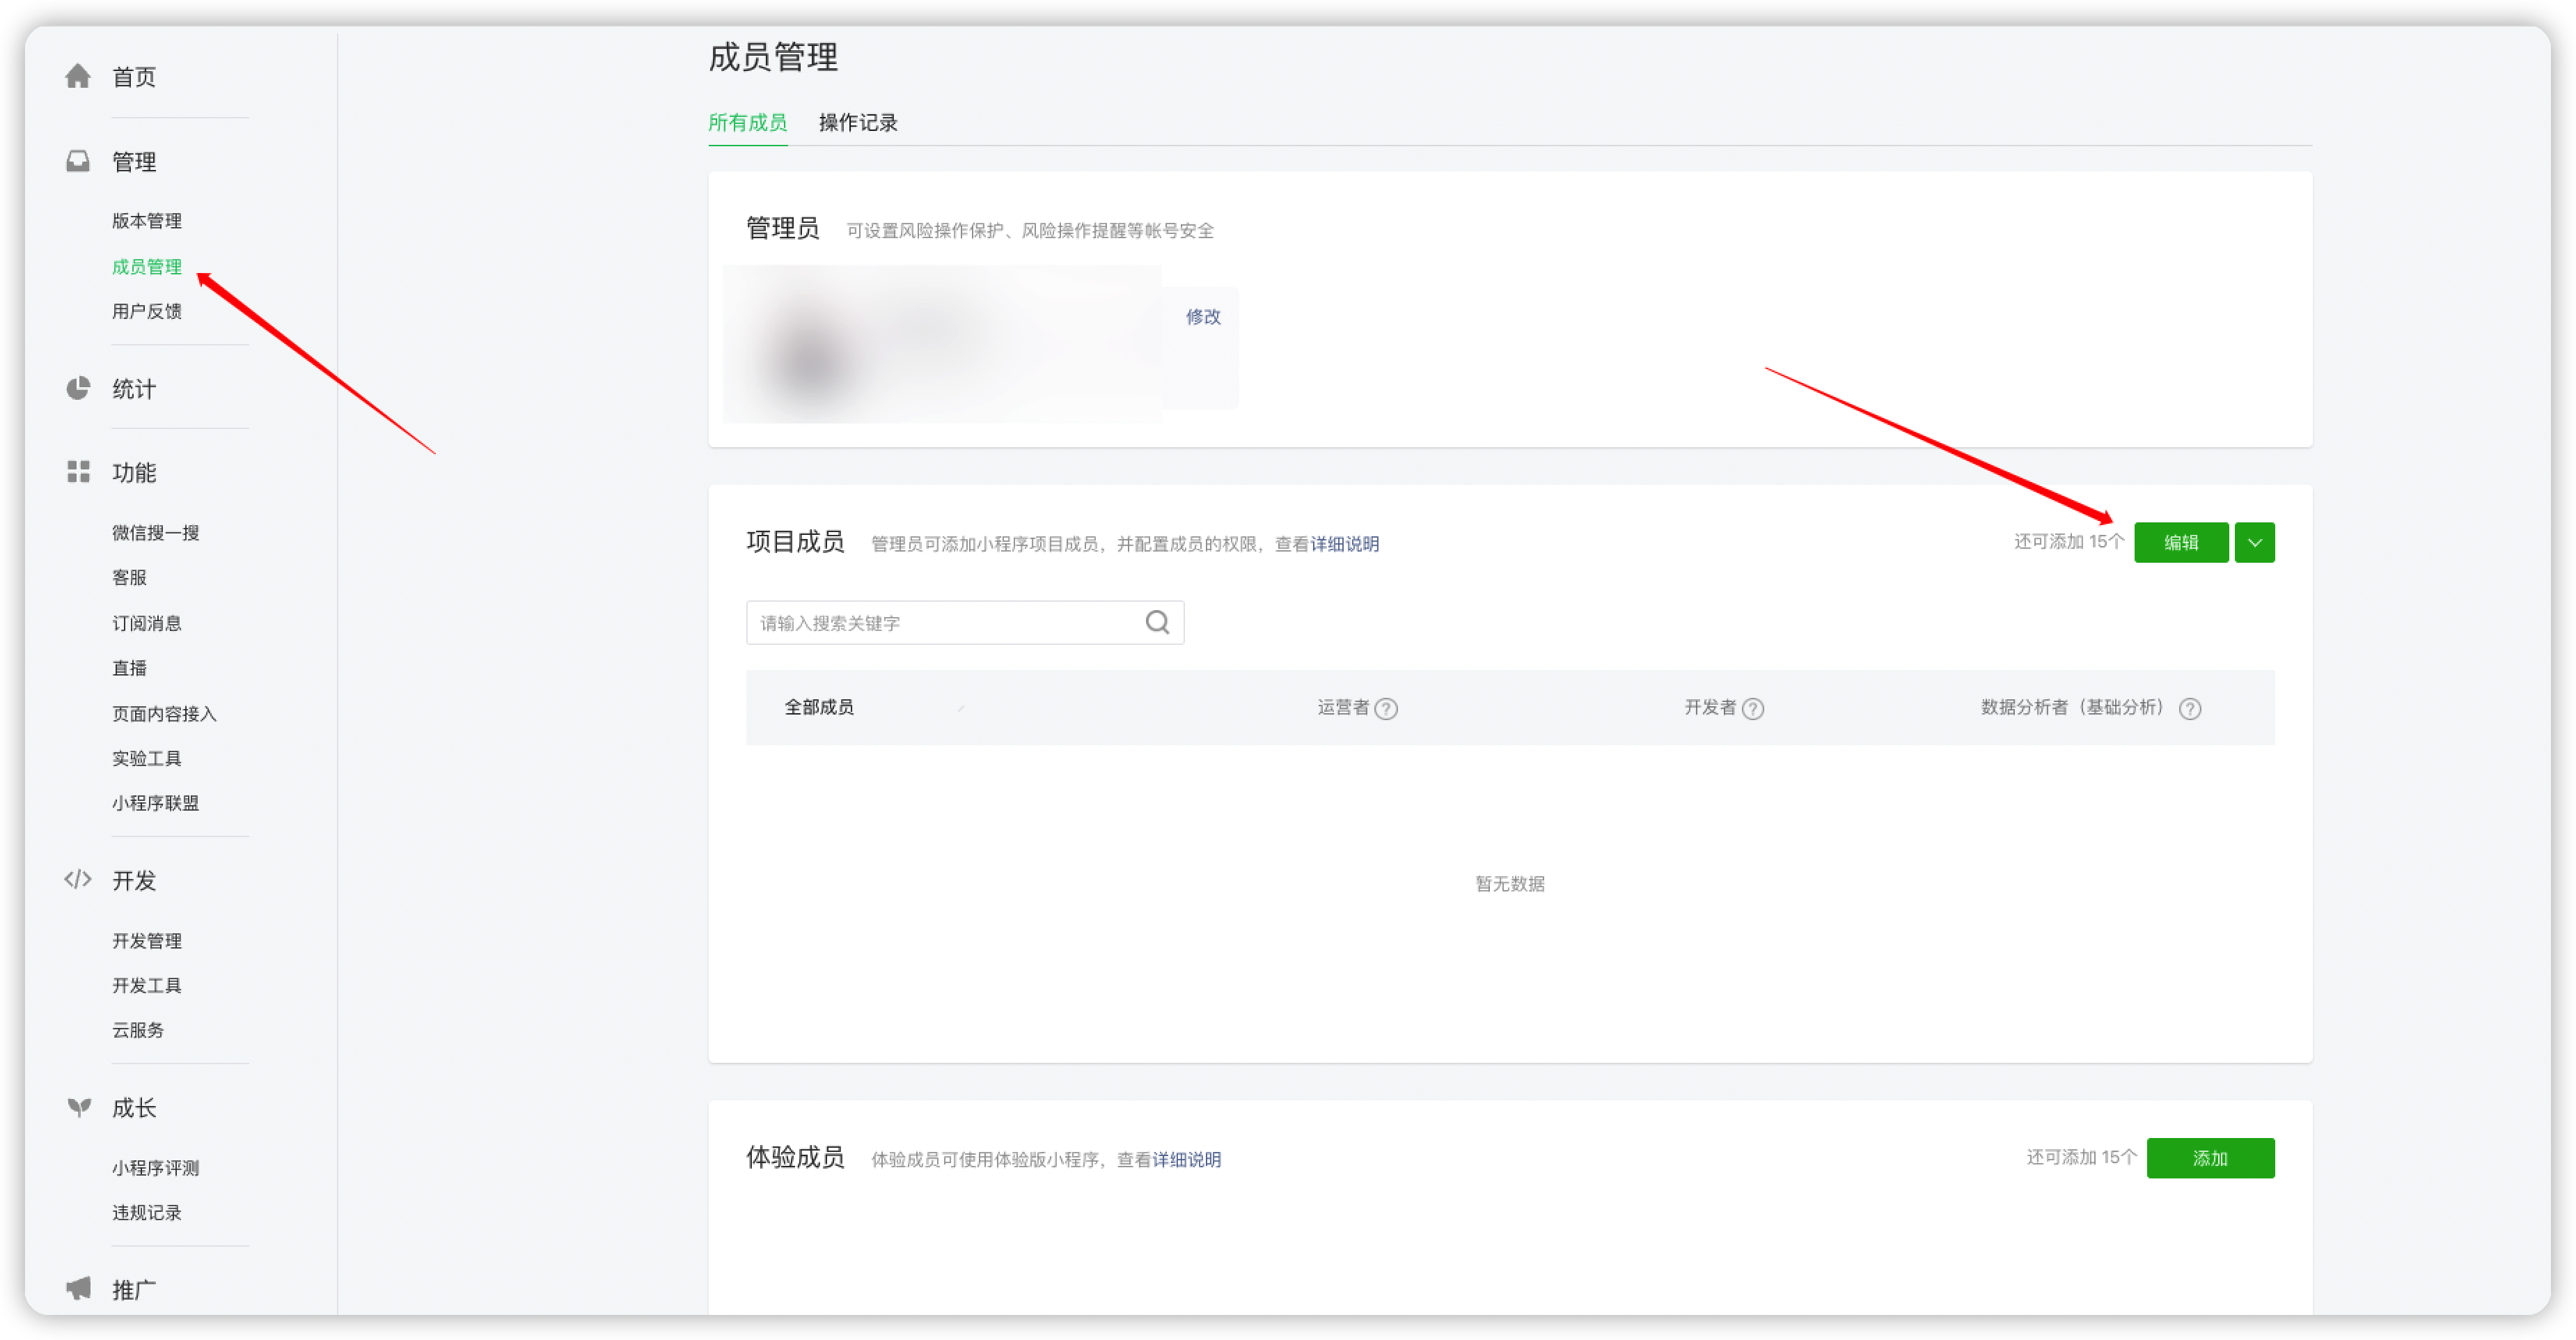 首页
管理
版本管理
成员管理
用户反馈
统计
功能
微信搜一搜
客服
订阅消息
直播
页面内容接入
实验工具
小程序联盟
开发
开发管理
开发工具
云服务
成长
小程序评测
违规记录
推广
成员管理
所有成员 操作记录
管理员 可设置风险操作保护、风险操作提醒等帐号安全
修改
项目成员 管理员可添加小程序项目成员，并配置成员的权限，查看详细说明 还可添加 15个 编辑
请输入搜索关键字
全部成员 运营者 ? 开发者 ? 数据分析者（基础分析） ?
暂无数据
体验成员 体验成员可使用体验版小程序，查看详细说明 还可添加 15个 添加